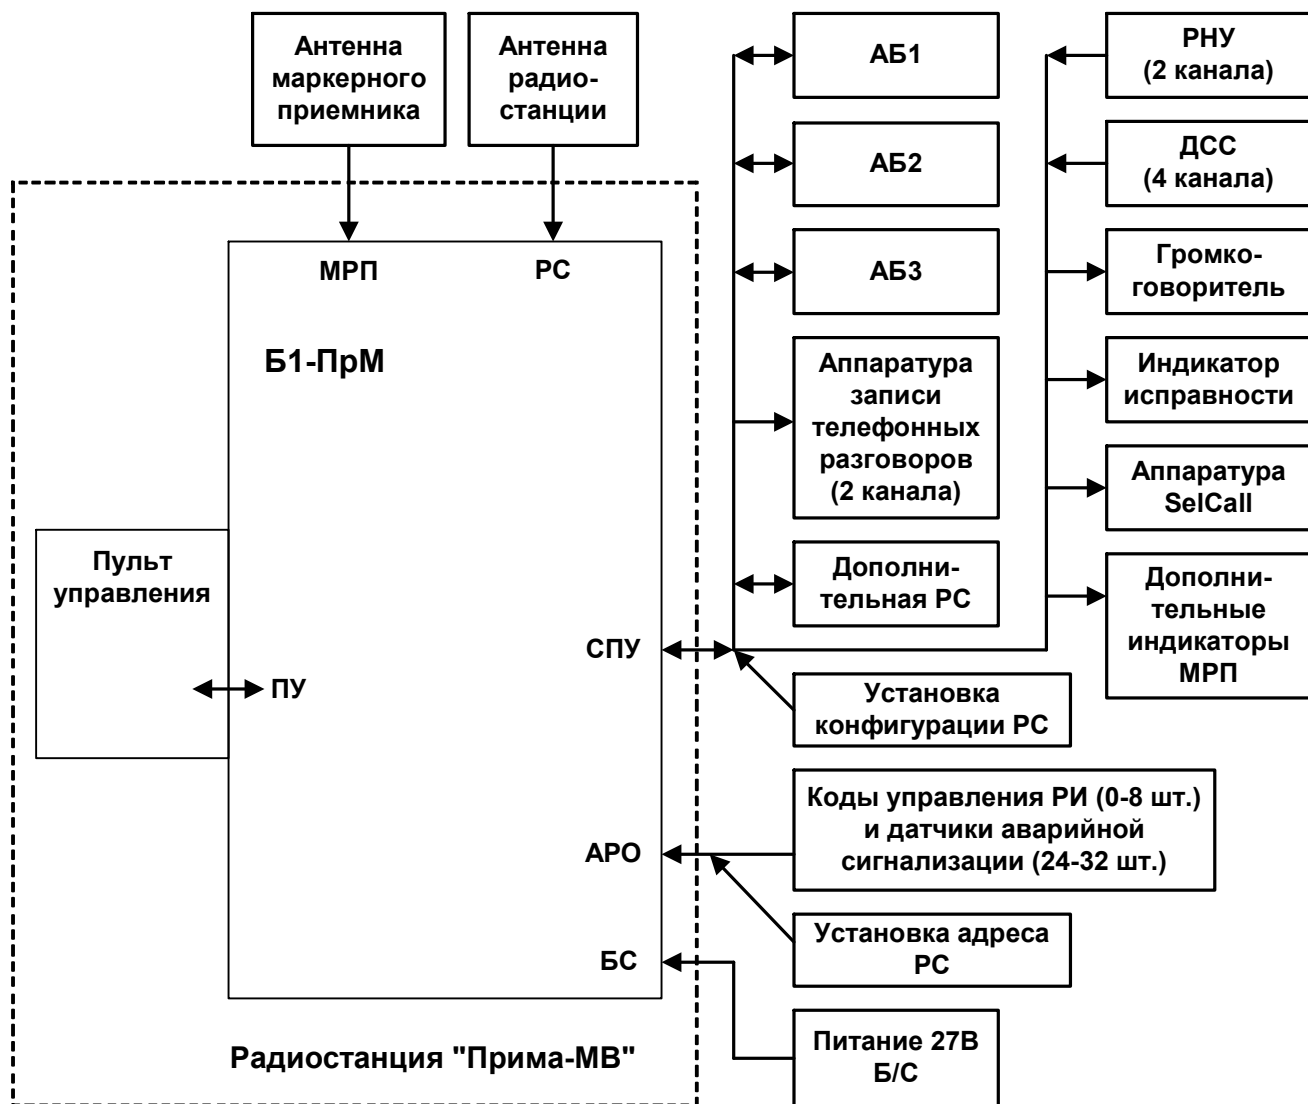 Антенна
маркерного
приемника
Антенна
радио-
станции
МРП
РС
Б1-ПрМ
Пульт
управления
ПУ
СПУ
АРО
БС
Радиостанция "Прима-МВ"
АБ1
АБ2
АБ3
Аппаратура
записи
телефонных
разговоров
(2 канала)
Дополни-
тельная РС
Установка
конфигурации РС
Коды управления РИ (0-8 шт.)
и датчики аварийной
сигнализации (24-32 шт.)
Установка адреса
РС
Питание 27В
Б/С
РНУ
(2 канала)
ДСС
(4 канала)
Громко-
говоритель
Индикатор
исправности
Аппаратура
SelCall
Дополни-
тельные
индикаторы
МРП